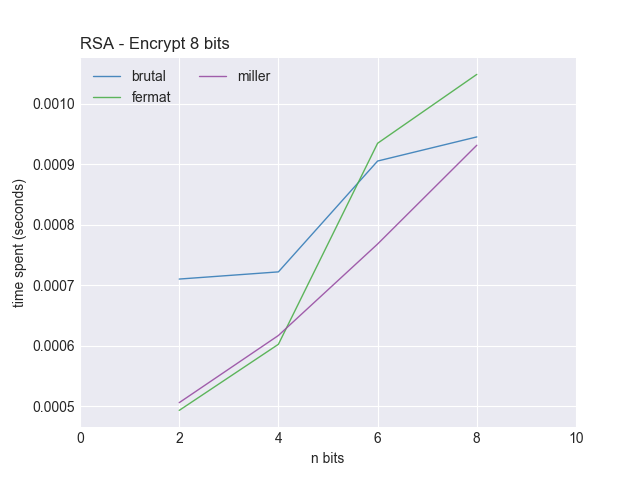 RSA - Encrypt 8 bits
brutal
miller
fermat
time spent (seconds)
0.0010
0.0009
0.0008
0.0007
0.0006
0.0005
0 2 4 6 8 10
n bits